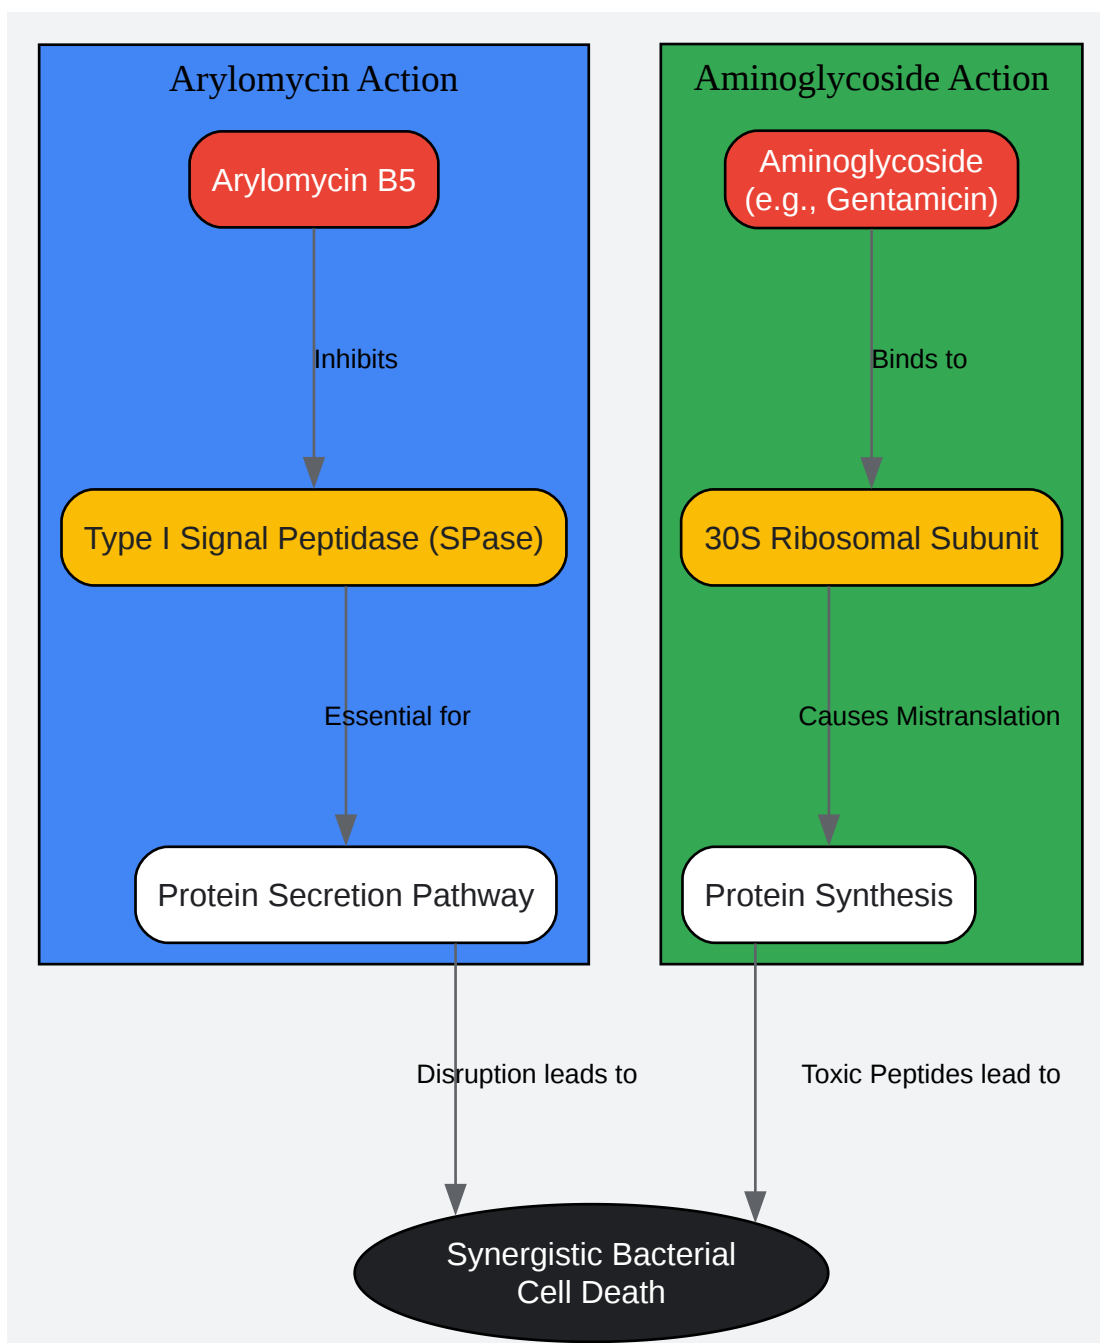 Arylomycin Action
Arylomycin B5
Inhibits
Type I Signal Peptidase (SPase)
Essential for
Protein Secretion Pathway
Disruption leads to
Aminoglycoside Action
Aminoglycoside
(e.g., Gentamicin)
Binds to
30S Ribosomal Subunit
Causes Mistranslation
Protein Synthesis
Toxic Peptides lead to
Synergistic Bacterial
Cell Death